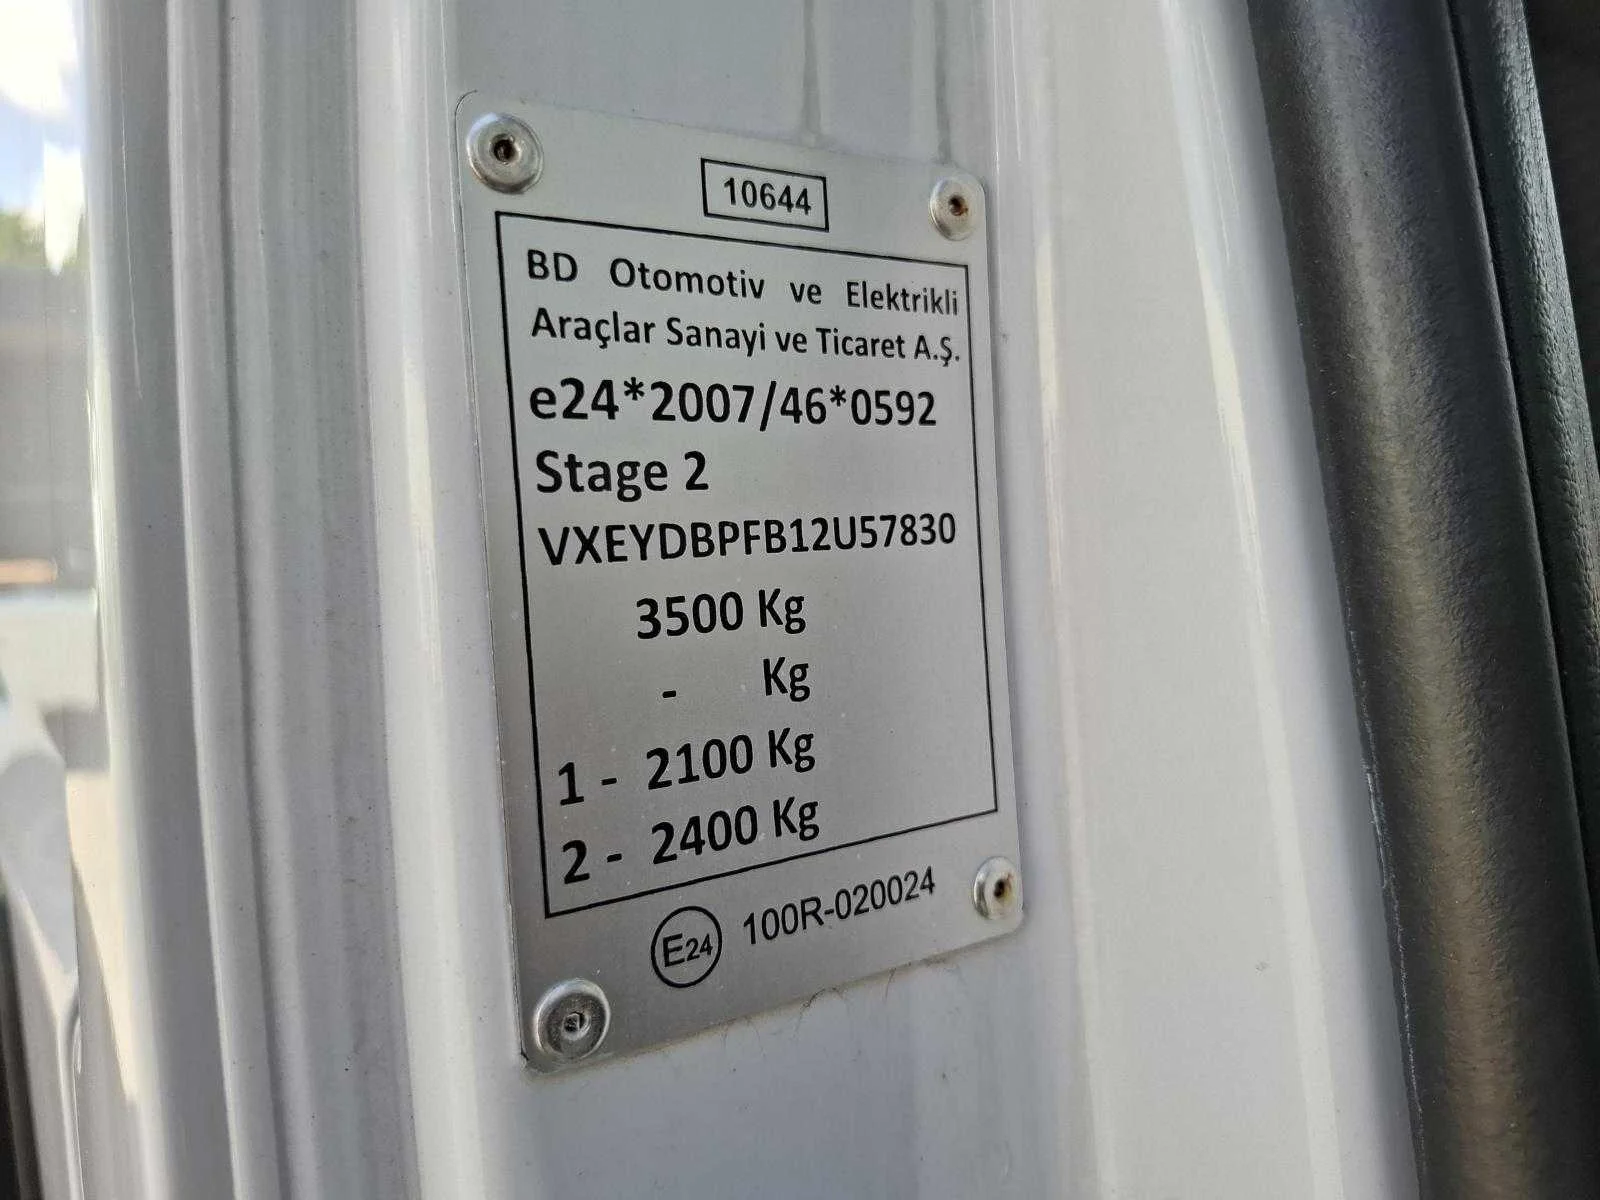 10644
BD Otomotiv ve Elektrikli
Araçlar Sanayi ve Ticaret A.Ş.
e24*2007/46*0592
Stage 2
VXEYDBPFB12U57830
3500 Kg
- Kg
1 - 2100 Kg
2 - 2400 Kg
E24 100R-020024